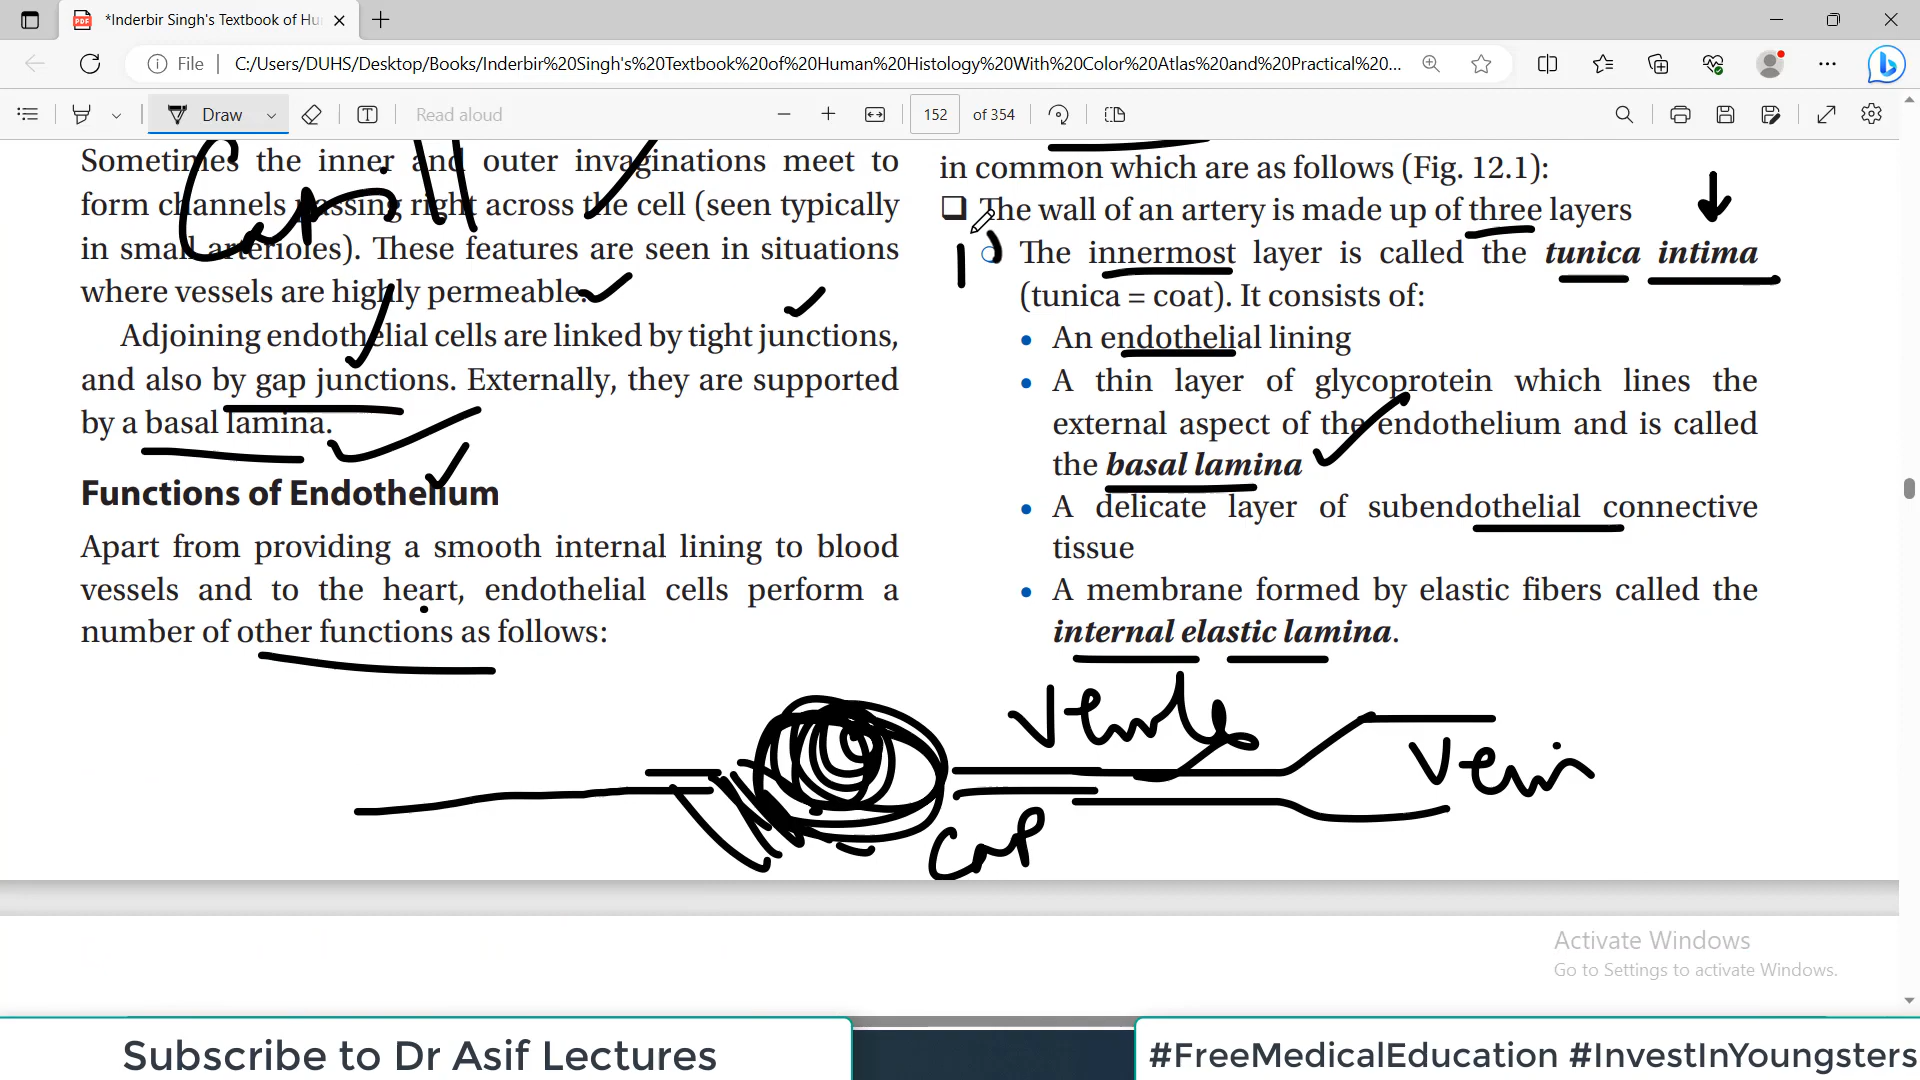 *Inderbir Singh's Textbook of Hu
File
C:/Users/DUHS/Desktop/Books/Inderbir%20Singh's%20Textbook%20of%20Human%20Histology%20With%20Color%20Atlas%20and%20Practical%20...
Draw
Read aloud
152 of 354
Sometimes the inner and outer invaginations meet to
form channels passing right across the cell (seen typically
in small arterioles). These features are seen in situations
where vessels are highly permeable.
Adjoining endothelial cells are linked by tight junctions,
and also by gap junctions. Externally, they are supported
by a basal lamina.
Functions of Endothelium
Apart from providing a smooth internal lining to blood
vessels and to the heart, endothelial cells perform a
number of other functions as follows:
in common which are as follows (Fig. 12.1):
The wall of an artery is made up of three layers
1)
The innermost layer is called the tunica intima
(tunica = coat). It consists of:
• An endothelial lining
• A thin layer of glycoprotein which lines the
external aspect of the endothelium and is called
the basal lamina
• A delicate layer of subendothelial connective
tissue
• A membrane formed by elastic fibers called the
internal elastic lamina.
Vein
Cap
Activate Windows
Go to Settings to activate Windows.
Subscribe to Dr Asif Lectures
#FreeMedicalEducation #InvestInYoungsters